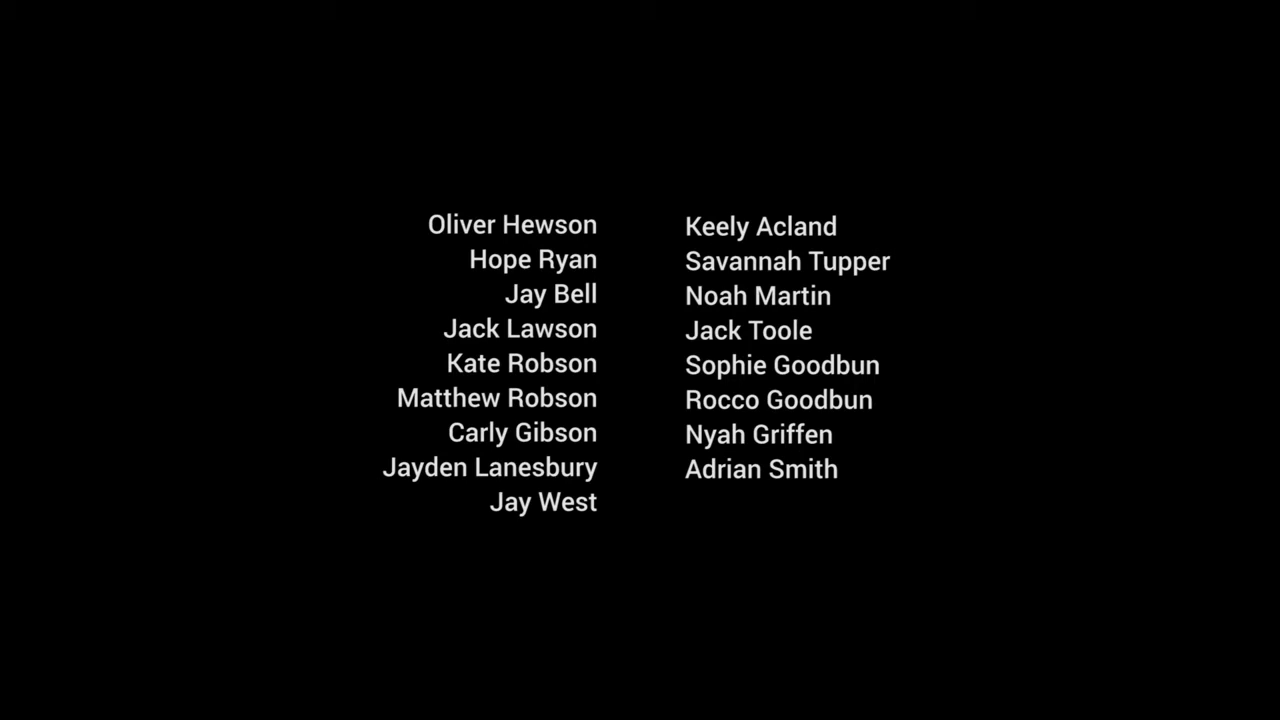 Oliver Hewson
Hope Ryan
Jay Bell
Jack Lawson
Kate Robson
Matthew Robson
Carly Gibson
Jayden Lanesbury
Jay West
Keely Acland
Savannah Tupper
Noah Martin
Jack Toole
Sophie Goodbun
Rocco Goodbun
Nyah Griffen
Adrian Smith